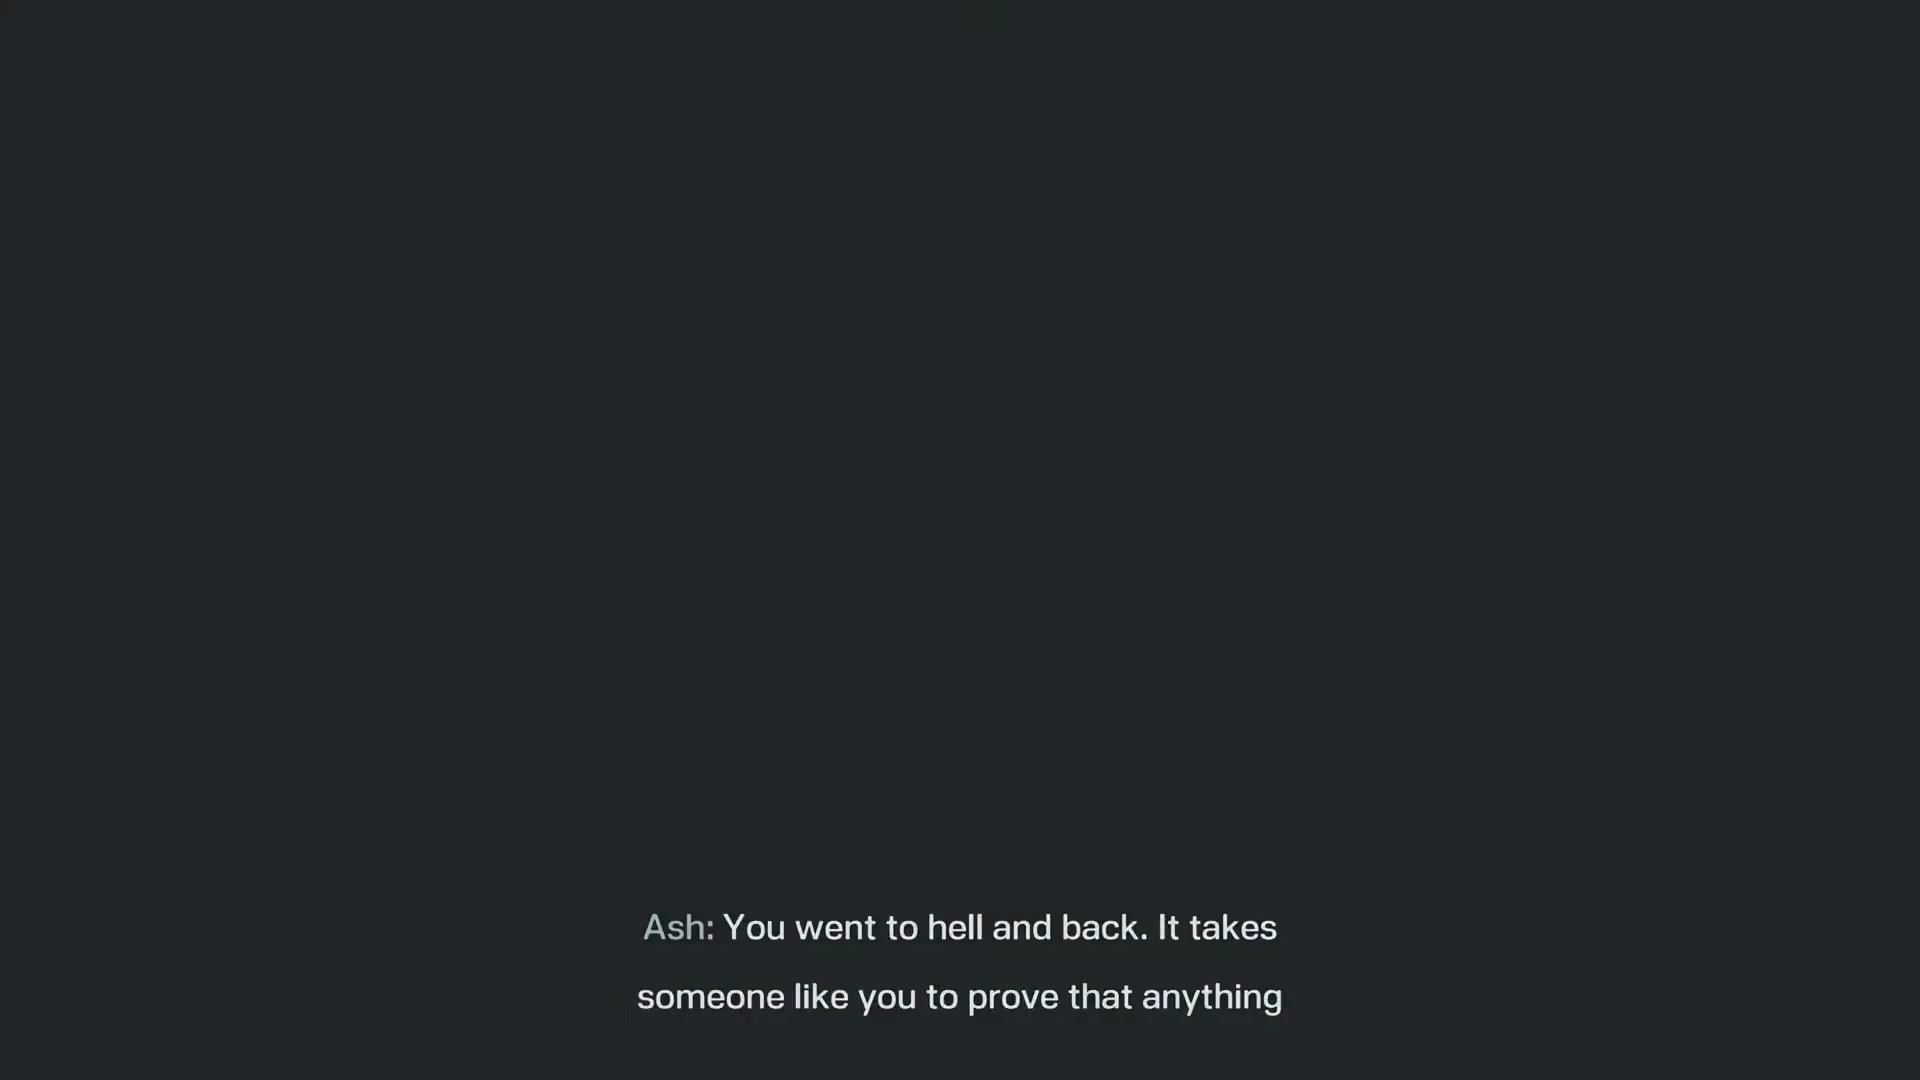 Ash: You went to hell and back. It takes
someone like you to prove that anything